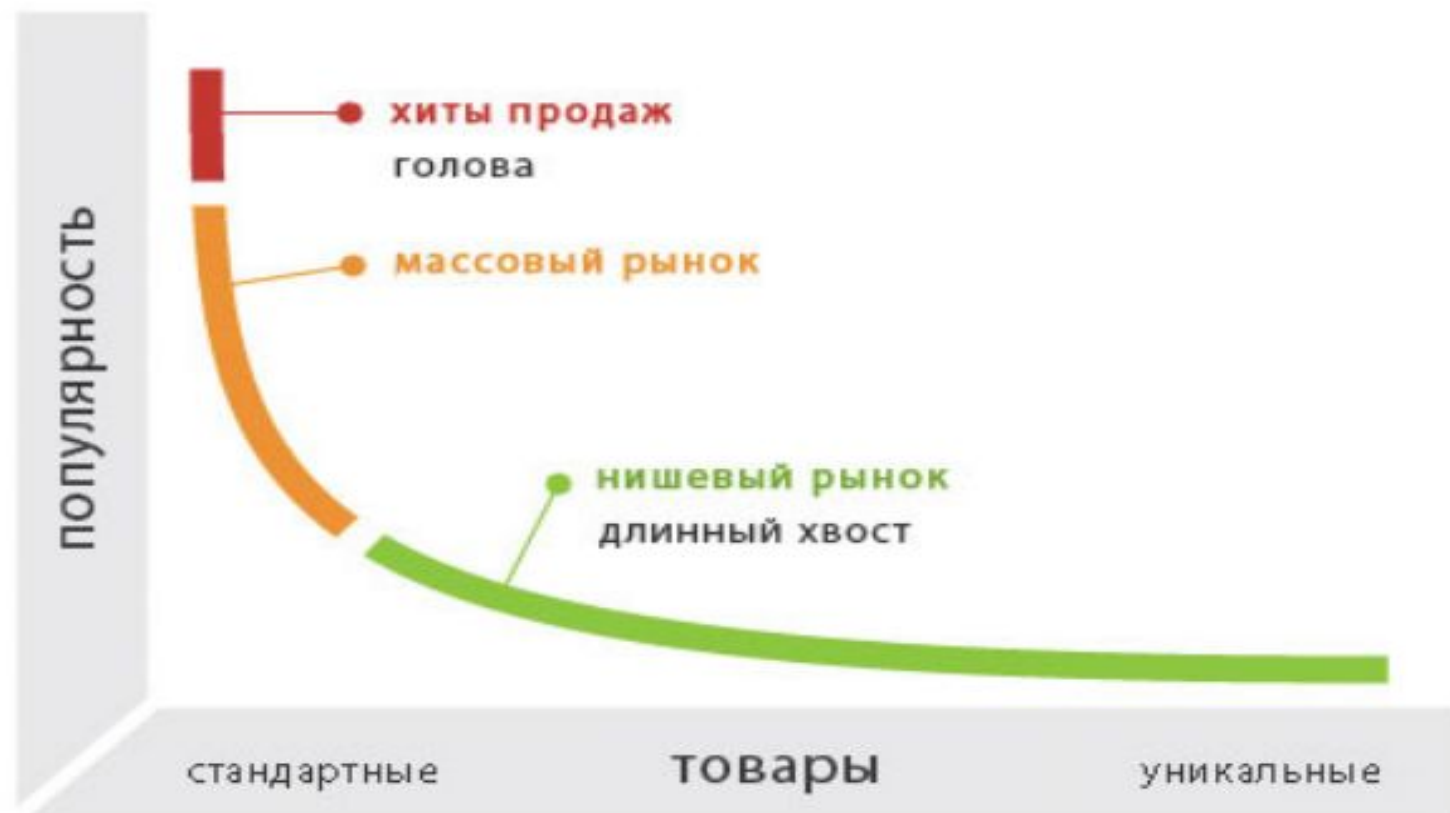 популярность
хиты продаж
голова
массовый рынок
нишевый рынок
длинный хвост
стандартные
товары
уникальные